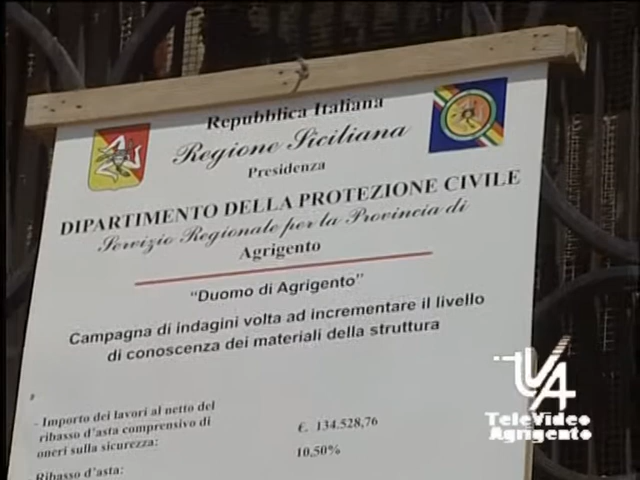 Repubblica Italiana
Regione Siciliana
Presidenza
DIPARTIMENTO DELLA PROTEZIONE CIVILE
Servizio Regionale per la Provincia di
Agrigento
“Duomo di Agrigento”
Campagna di indagini volta ad incrementare il livello
di conoscenza dei materiali della struttura
- Importo dei lavori al netto del
ribasso d'asta comprensivo di
oneri sulla sicurezza:
€. 134.528,76
Ribasso d'asta:
10,50%
TVA
TeleVideo
Agrigento